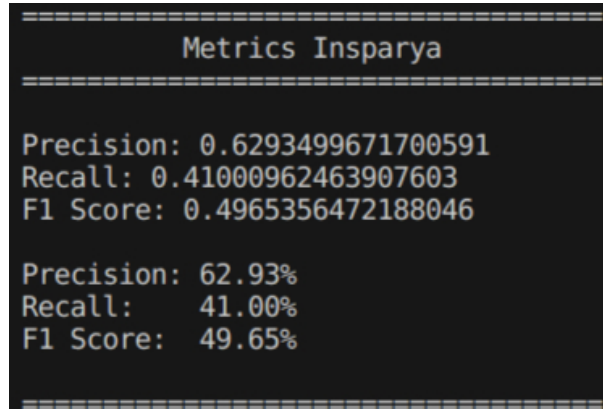 ====================================
Metrics Insparya
====================================
Precision: 0.6293499671700591
Recall: 0.41000962463907603
F1 Score: 0.4965356472188046
Precision: 62.93%
Recall: 41.00%
F1 Score: 49.65%
====================================